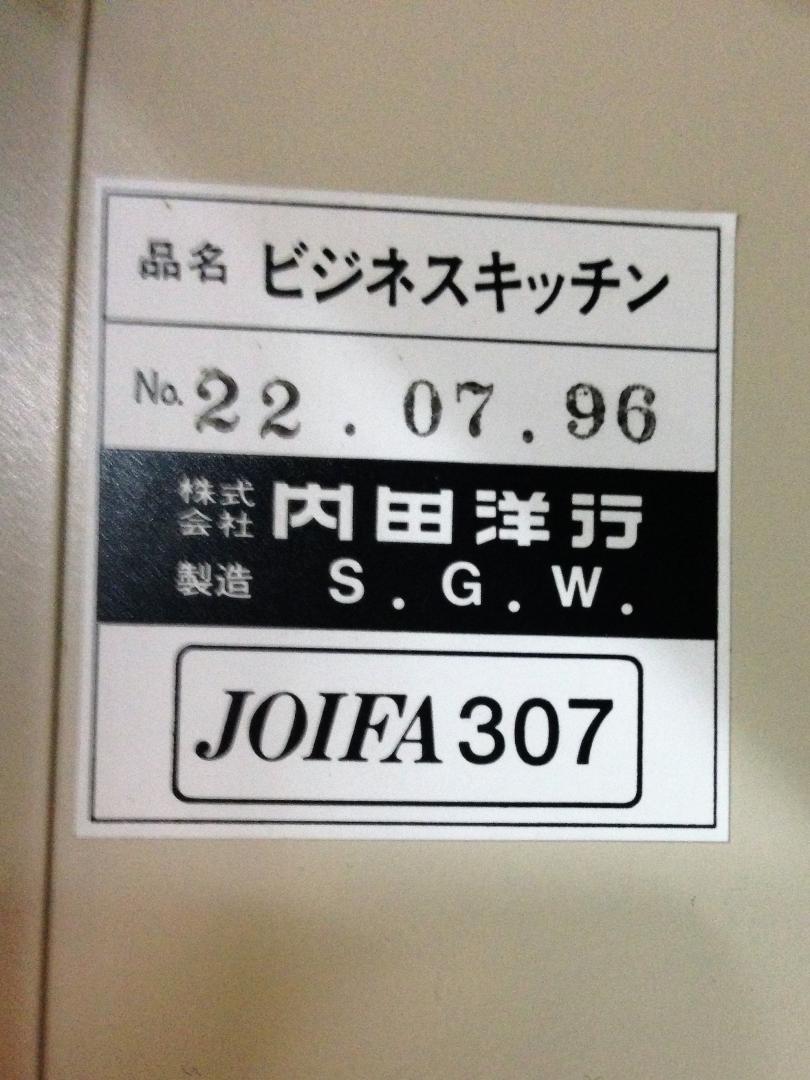 品名 ビジネスキッチン
No. 22.07.96
株式会社 内田洋行
製造 S.G.W.
JOIFA 307